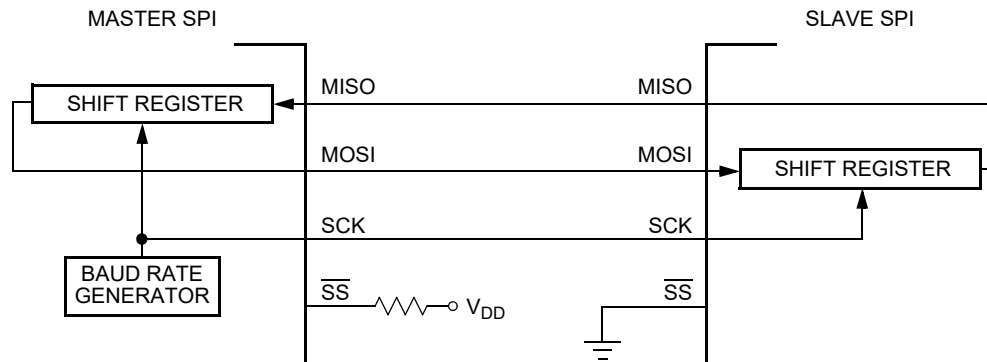 MASTER SPI
SLAVE SPI
MISO
MISO
SHIFT REGISTER
MOSI
MOSI
SHIFT REGISTER
SCK
SCK
BAUD RATE
GENERATOR
SS
VDD
SS